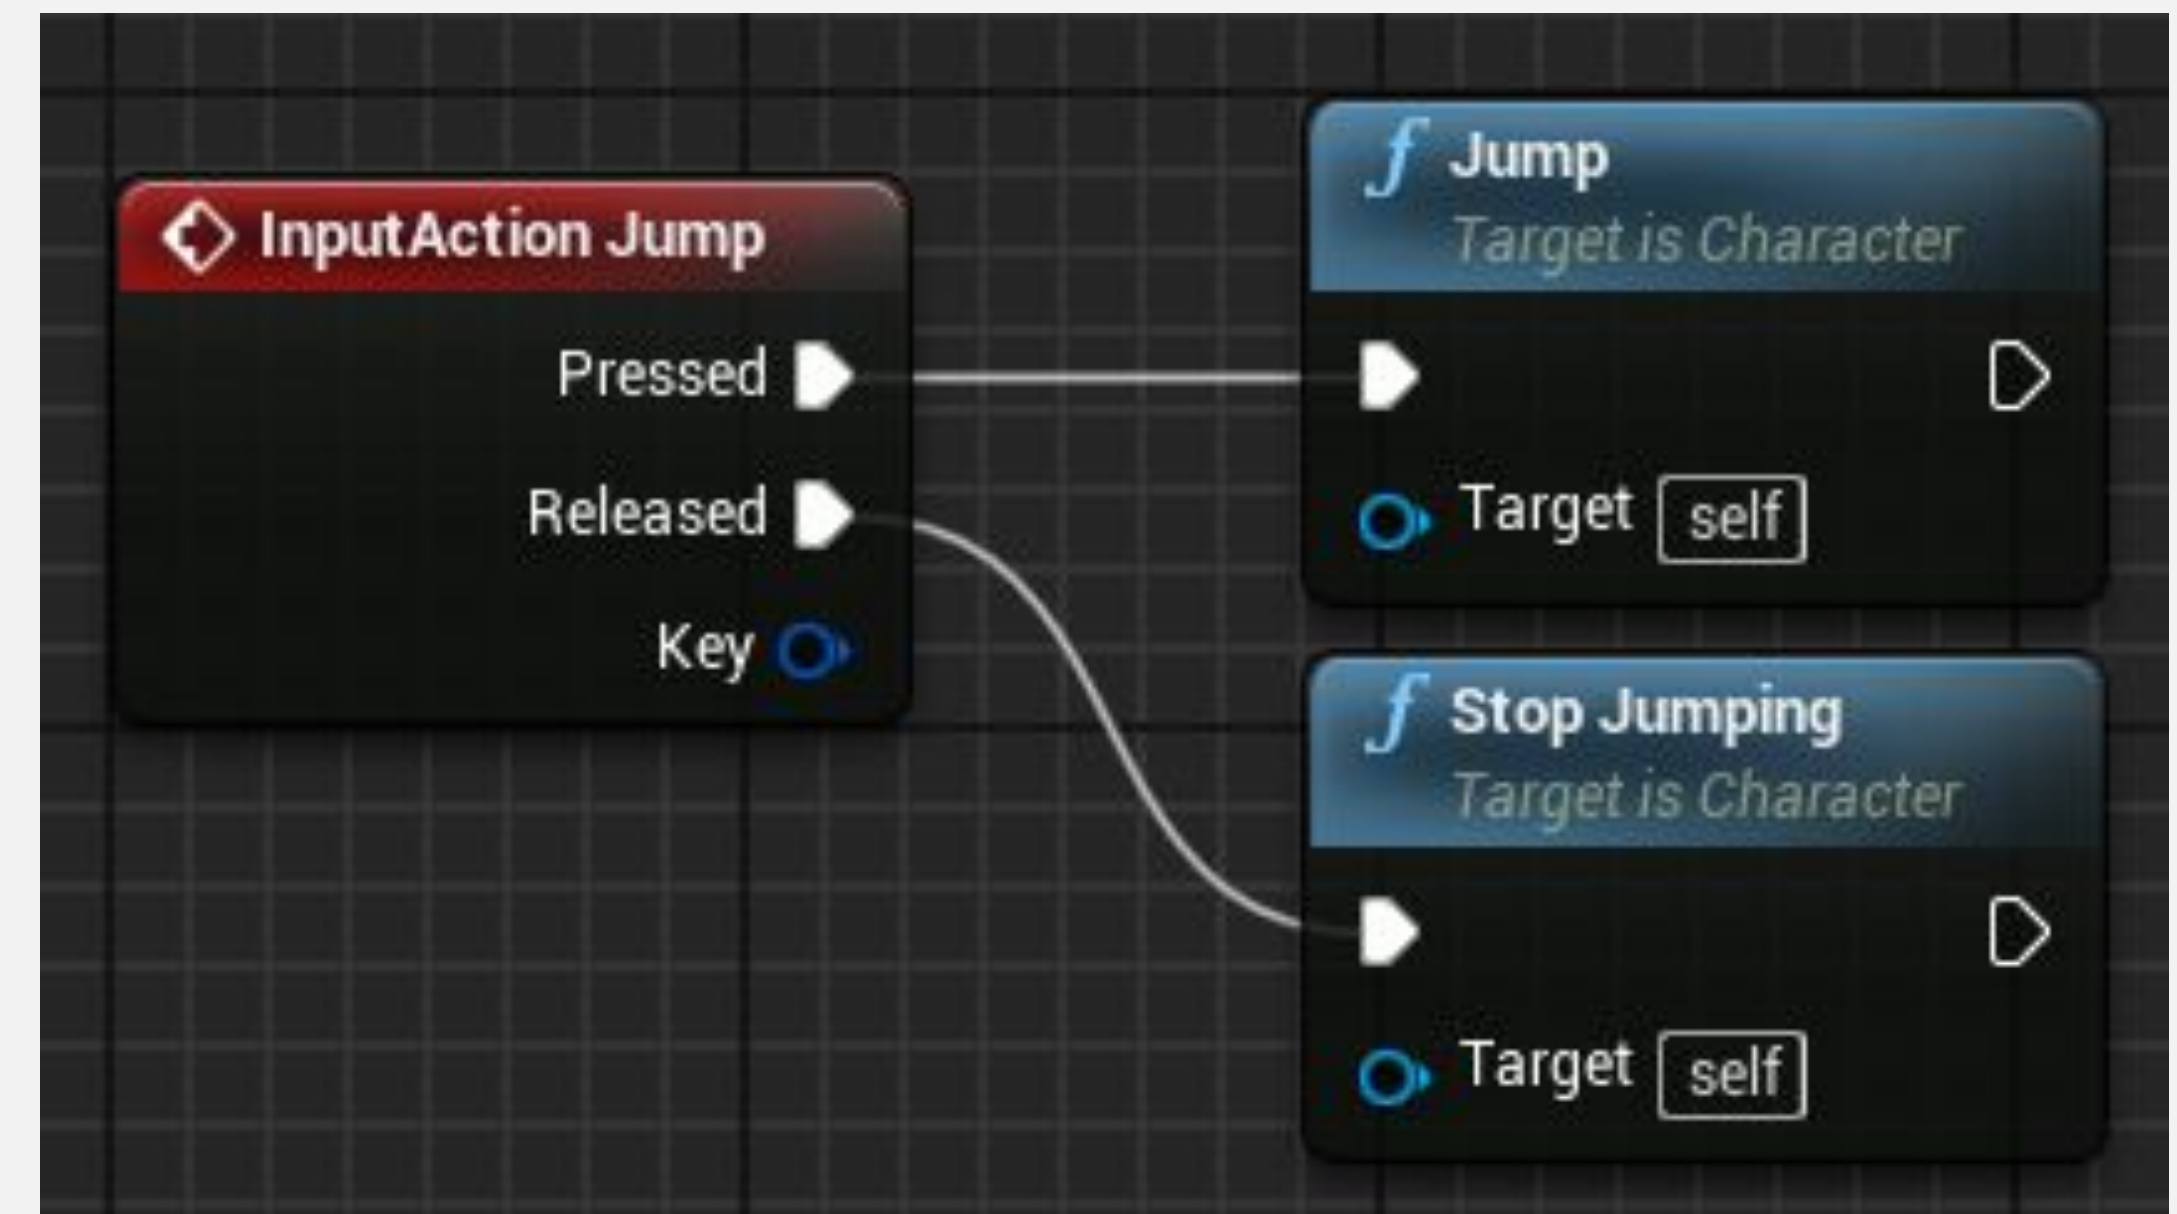 InputAction Jump
Pressed
Released
Key
f Jump
Target is Character
Target self
f Stop Jumping
Target is Character
Target self